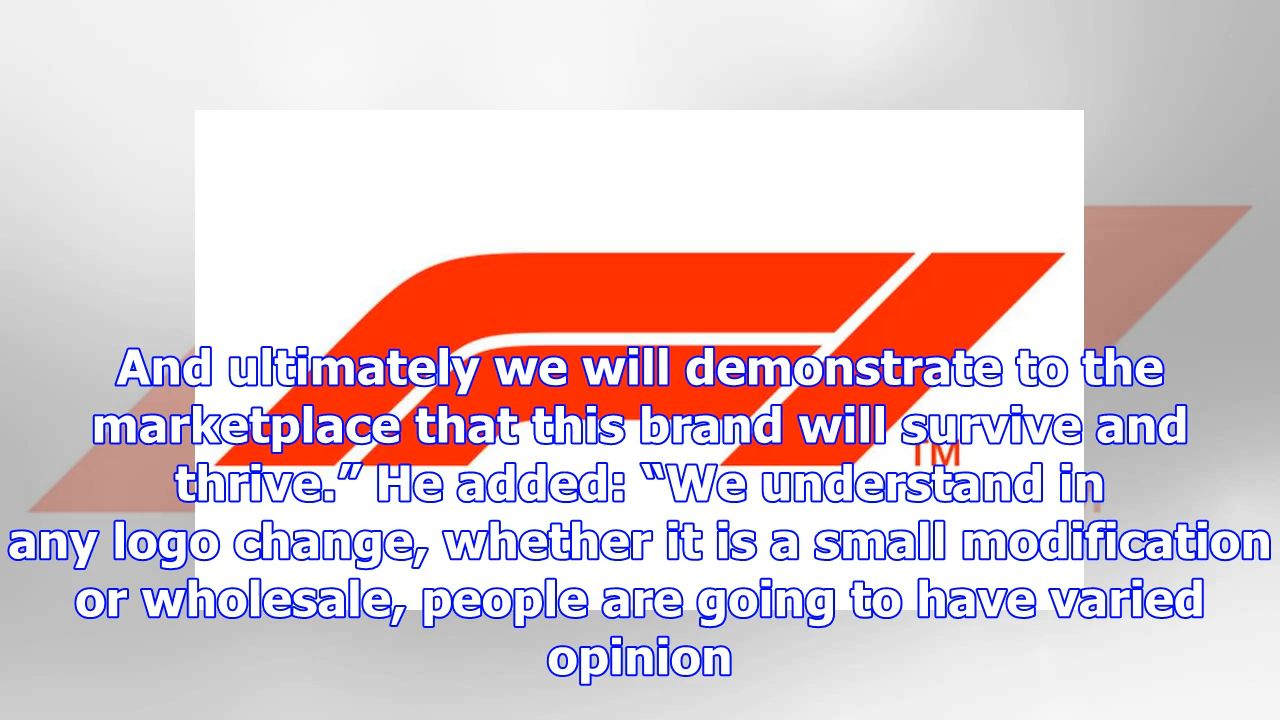 TM
And ultimately we will demonstrate to the
marketplace that this brand will survive and
thrive.” He added: “We understand in
any logo change, whether it is a small modification
or wholesale, people are going to have varied
opinion